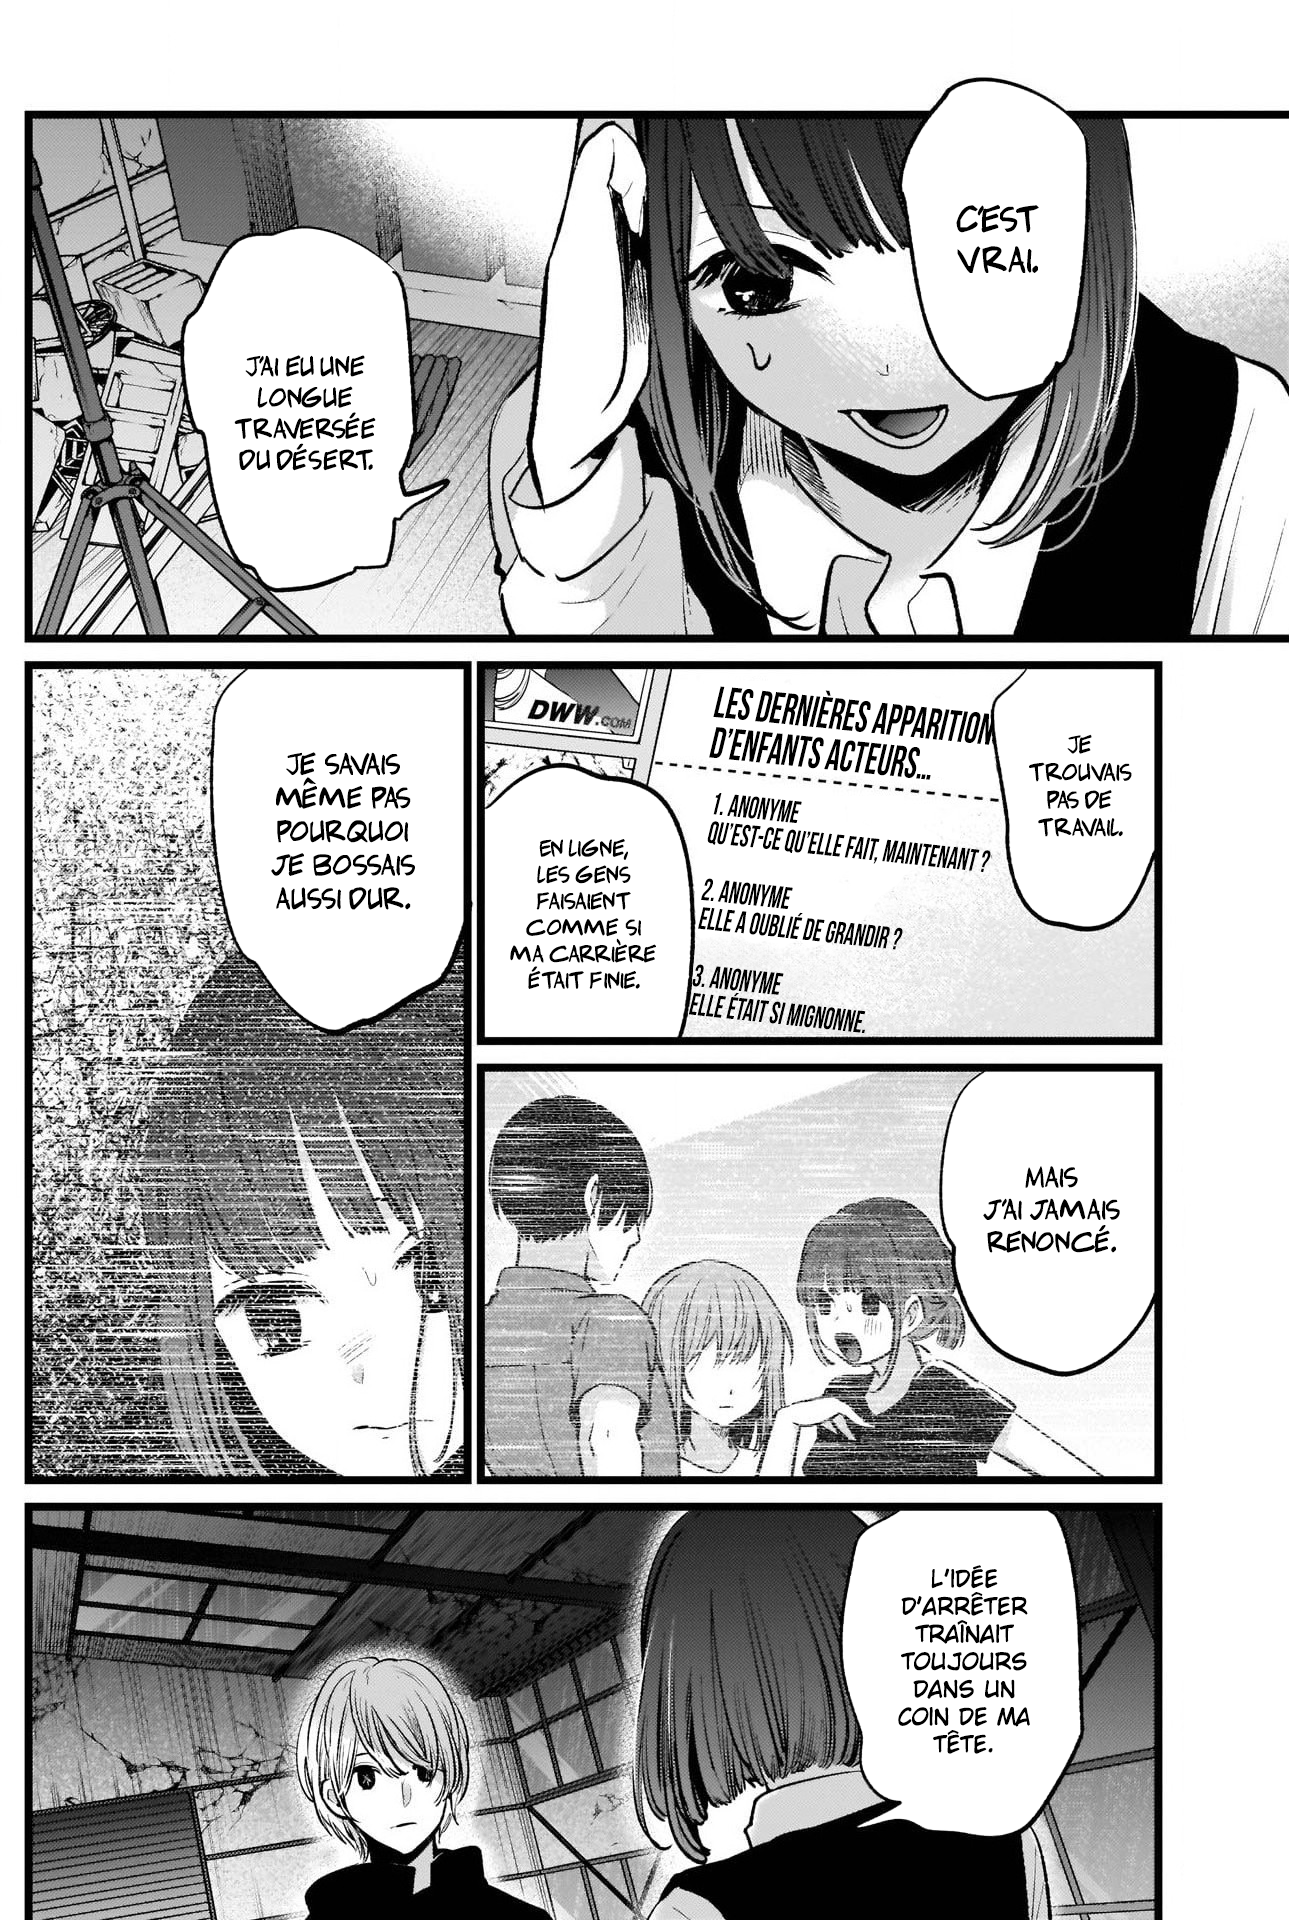 C'EST
VRAI.
J'AI EU UNE
LONGUE
TRAVERSÉE
DU DÉSERT.
JE
TROUVAIS
PAS DE
TRAVAIL.
DWW.COM
LES DERNIÈRES APPARITION
D'ENFANTS ACTEURS...
1. ANONYME
QU'EST-CE QU'ELLE FAIT, MAINTENANT ?
2. ANONYME
ELLE A OUBLIÉ DE GRANDIR ?
3. ANONYME
ELLE ÉTAIT SI MIGNONNE.
EN LIGNE,
LES GENS
FAISAIENT
COMME SI
MA CARRIÈRE
ÉTAIT FINIE.
JE SAVAIS
MÊME PAS
POURQUOI
JE BOSSAIS
AUSSI DUR.
MAIS
J'AI JAMAIS
RENONCÉ.
L'IDÉE
D'ARRÊTER
TRAÎNAIT
TOUJOURS
DANS UN
COIN DE MA
TÊTE.